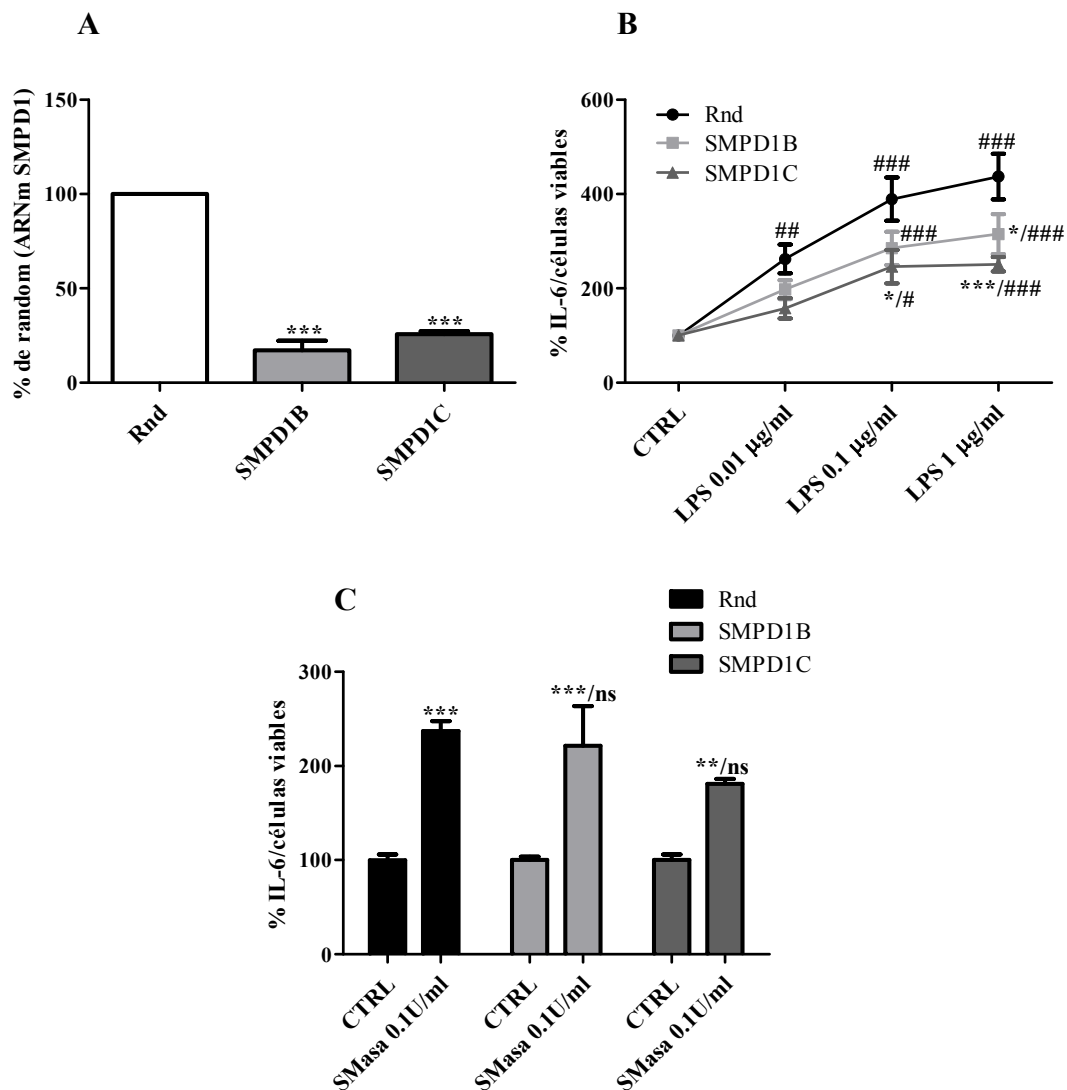 A
% de random (ARNm SMPD1)
150
100
50
0
***
***
Rnd
SMPD1B
SMPD1C
B
% IL-6/células viables
600
400
200
0
Rnd
SMPD1B
SMPD1C
##
###
###
###
*/###
*/#
***/###
CTRL
LPS 0.01 µg/ml
LPS 0.1 µg/ml
LPS 1 µg/ml
C
Rnd
SMPD1B
SMPD1C
% IL-6/células viables
300
200
100
0
***
***/ns
**/ns
CTRL
SMasa 0.1U/ml
CTRL
SMasa 0.1U/ml
CTRL
SMasa 0.1U/ml